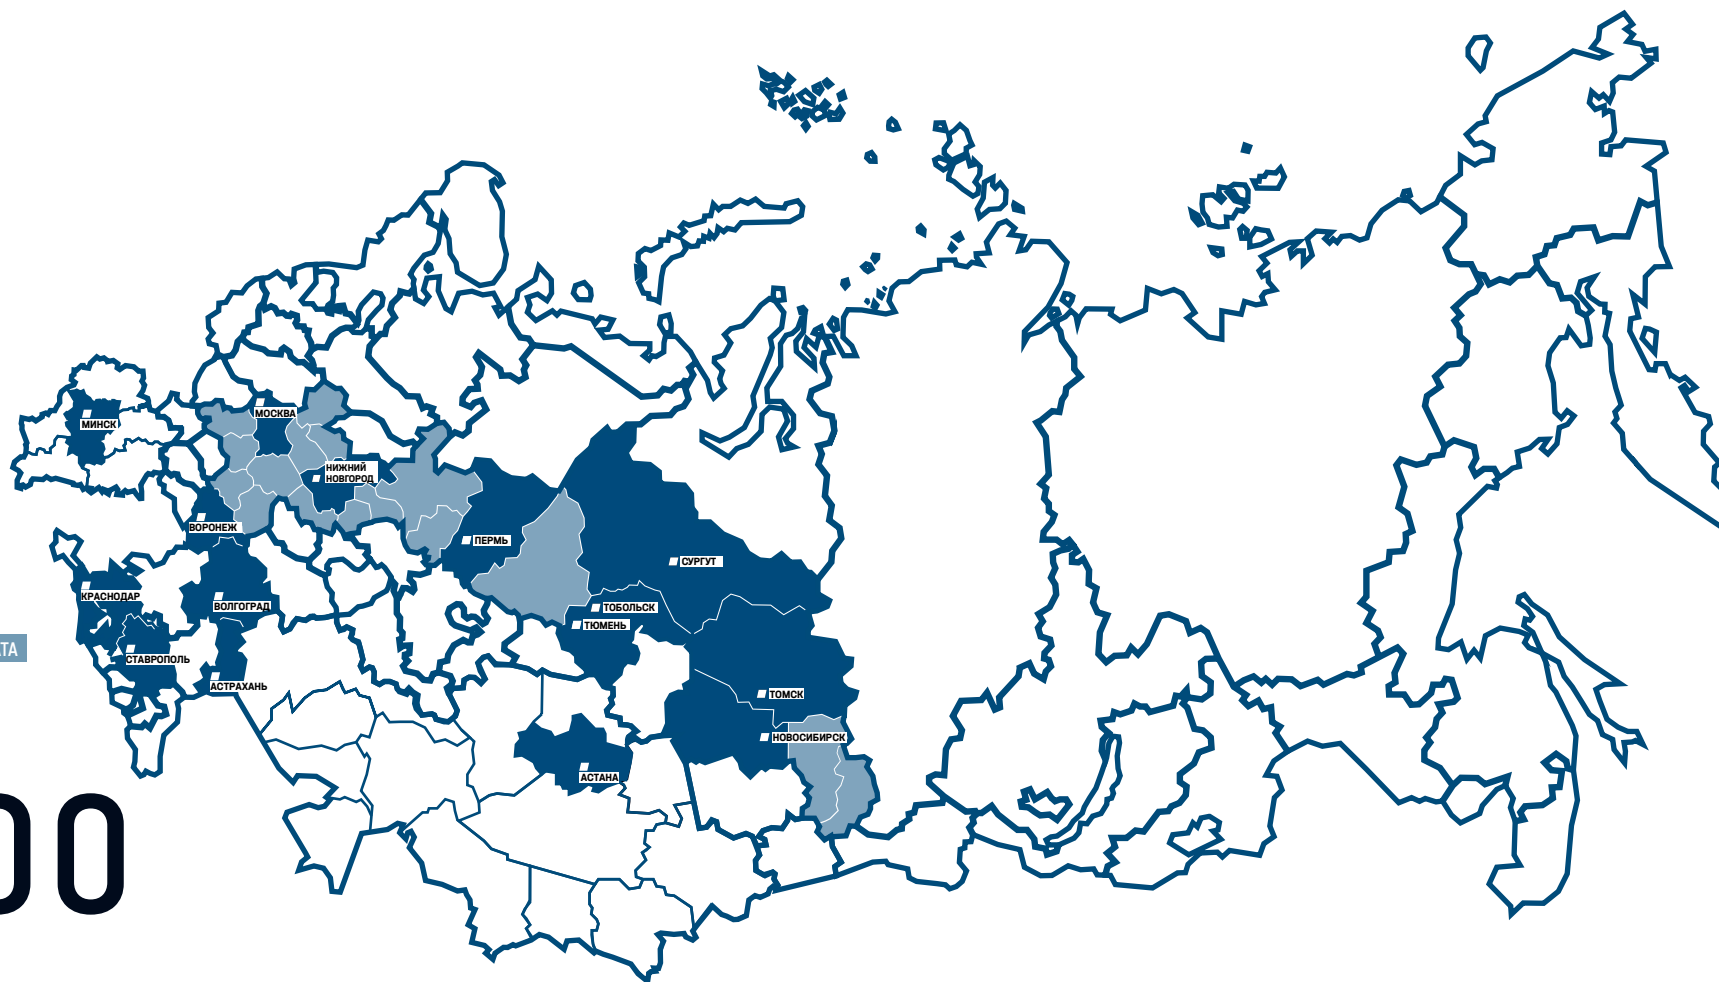 МОСКВА
МИНСК
НИЖНИЙ
НОВГОРОД
ВОРОНЕЖ
ПЕРМЬ
СУРГУТ
КРАСНОДАР
ВОЛГОГРАД
ТОБОЛЬСК
ТЮМЕНЬ
СТАВРОПОЛЬ
АСТРАХАНЬ
ТОМСК
НОВОСИБИРСК
АСТАНА